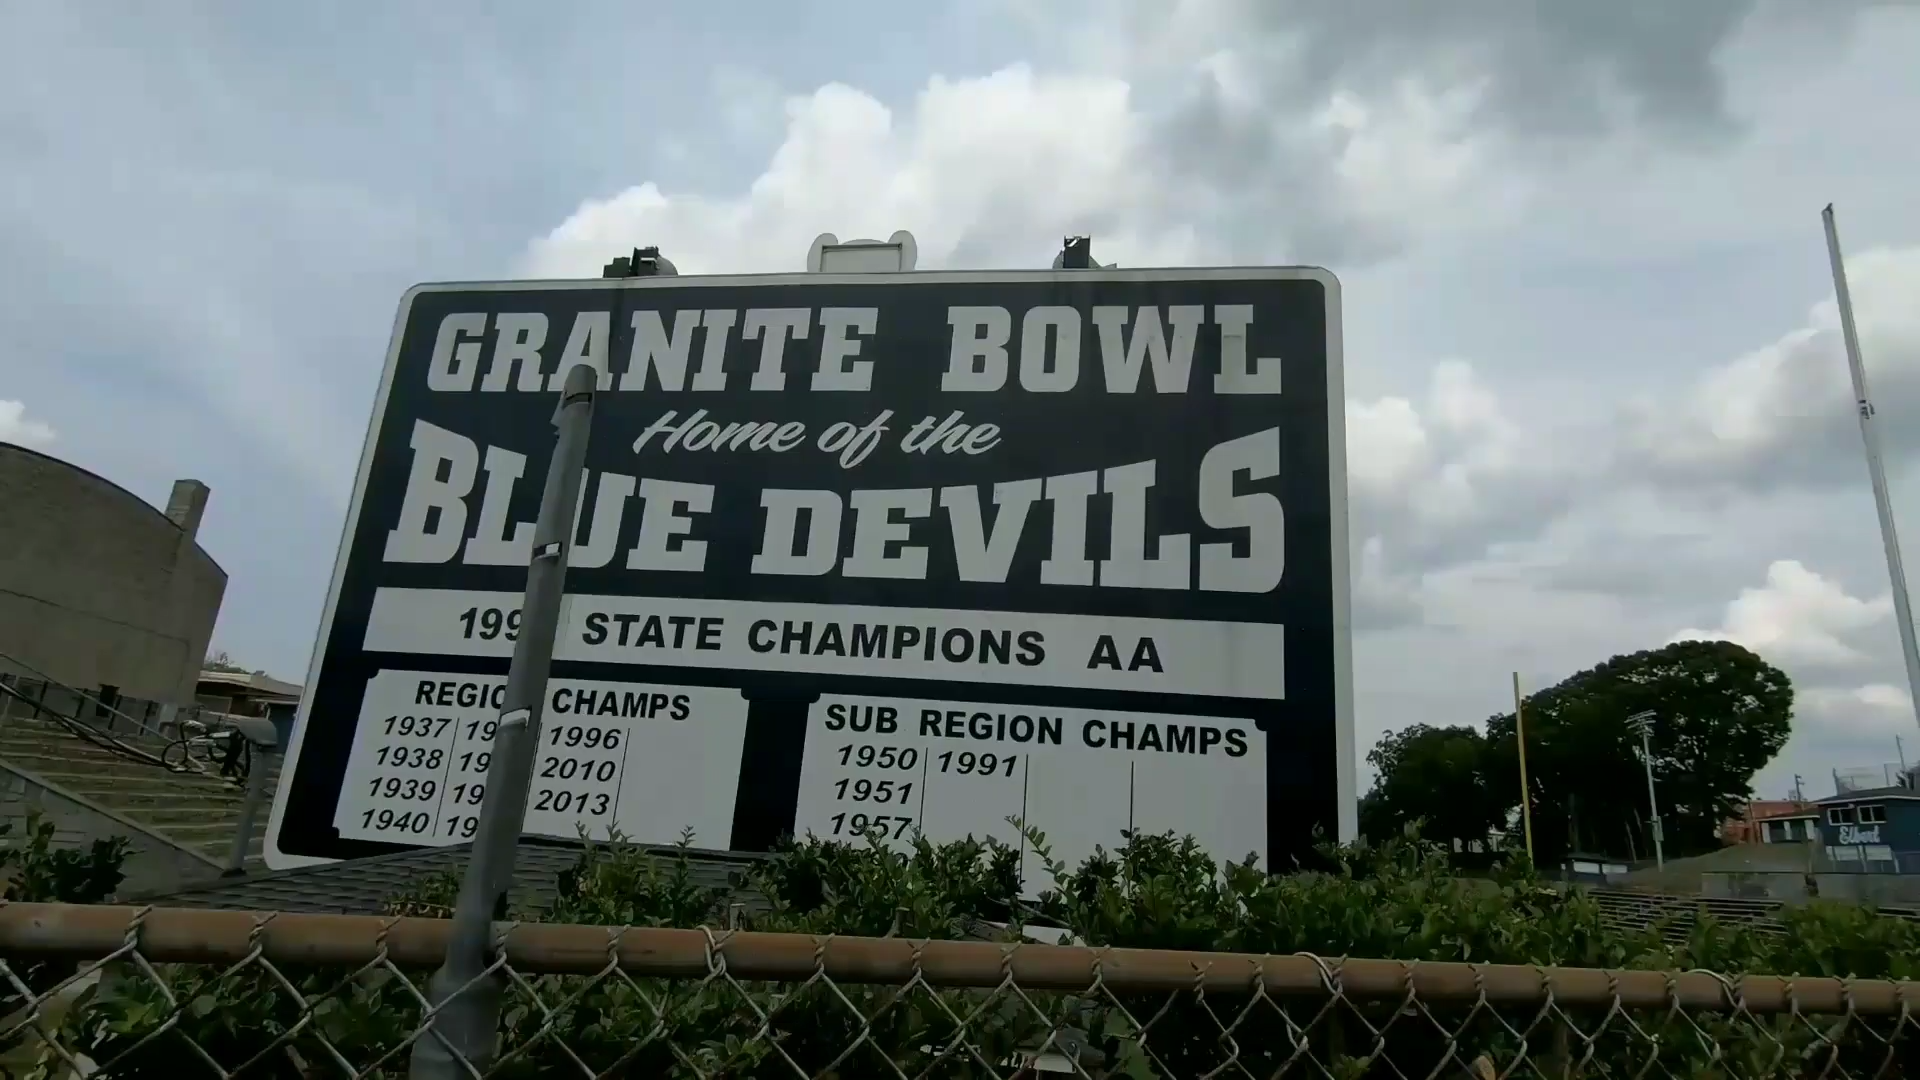 GRANITE BOWL
Home of the
BLUE DEVILS
STATE CHAMPIONS AA
CHAMPS
1937 1996
1938 2010
1939 2013
1940
SUB REGION CHAMPS
1950 1991
1951
1957
Elbert